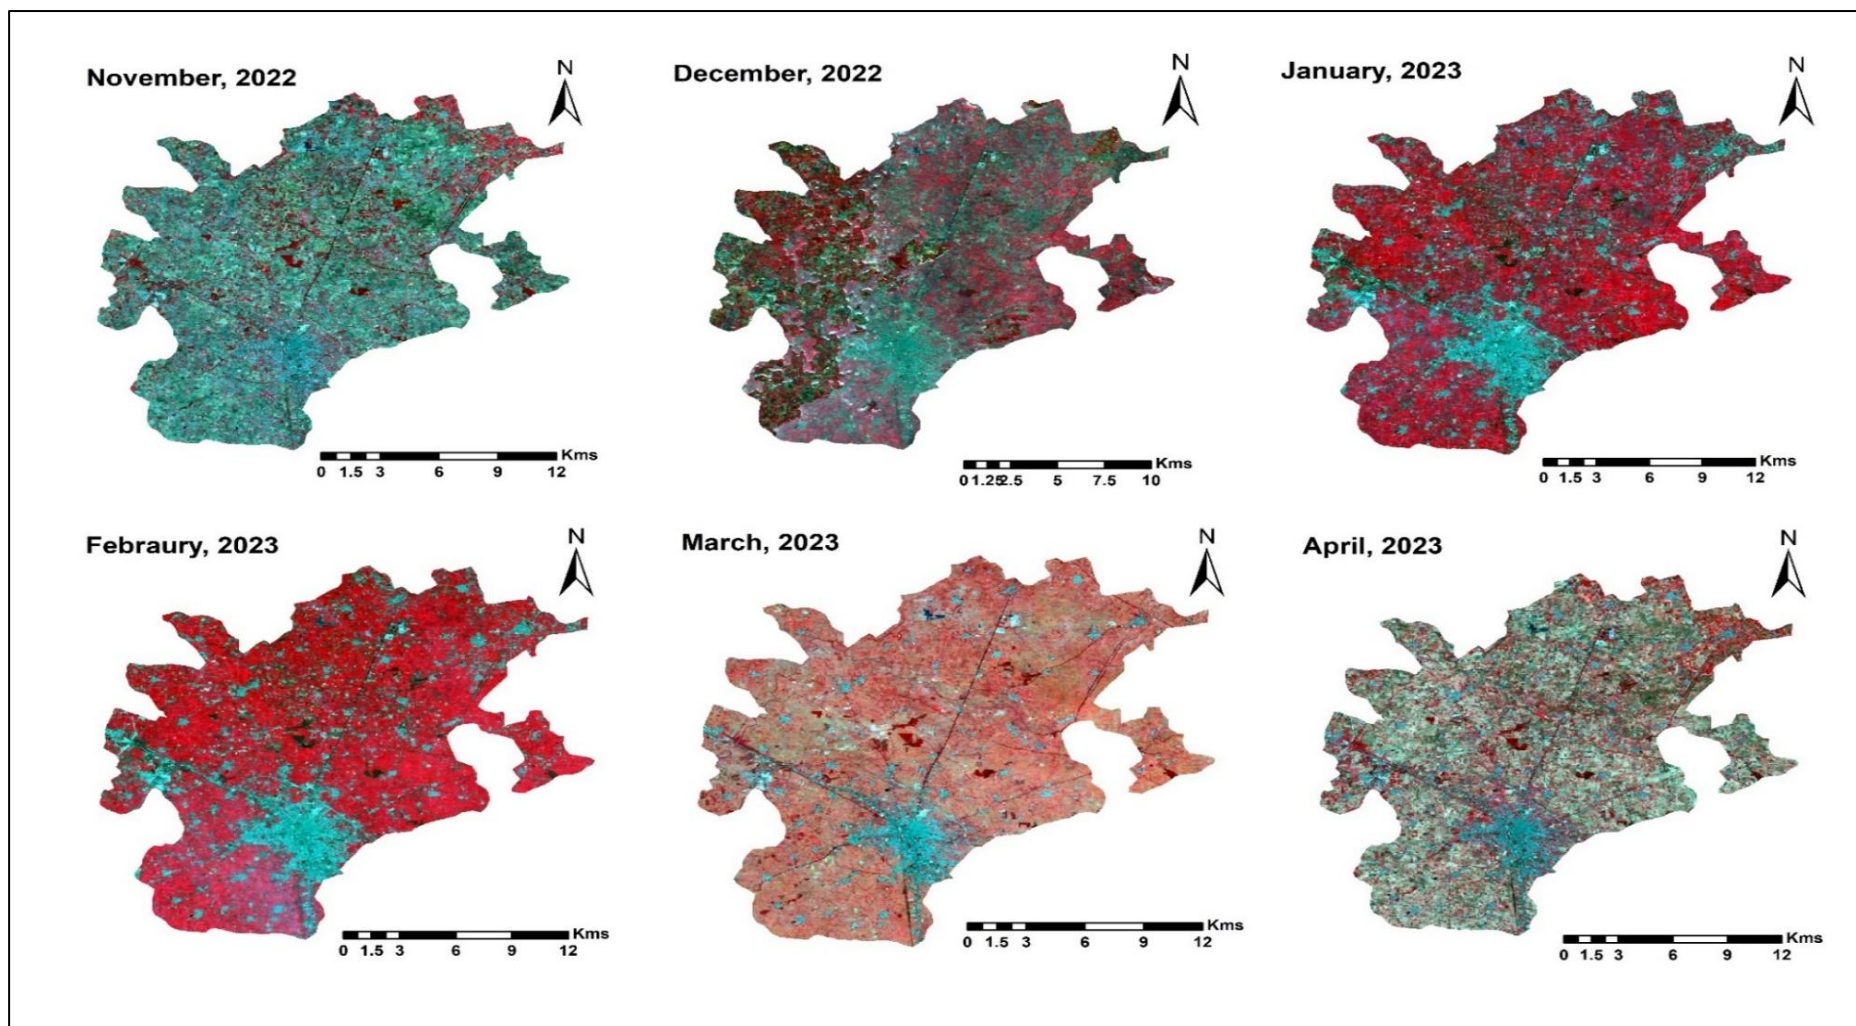 November, 2022
N
Kms
0 1.5 3 6 9 12
December, 2022
N
Kms
0 1.25 2.5 5 7.5 10
January, 2023
N
Kms
0 1.5 3 6 9 12
Febraury, 2023
N
Kms
0 1.5 3 6 9 12
March, 2023
N
Kms
0 1.5 3 6 9 12
April, 2023
N
Kms
0 1.5 3 6 9 12